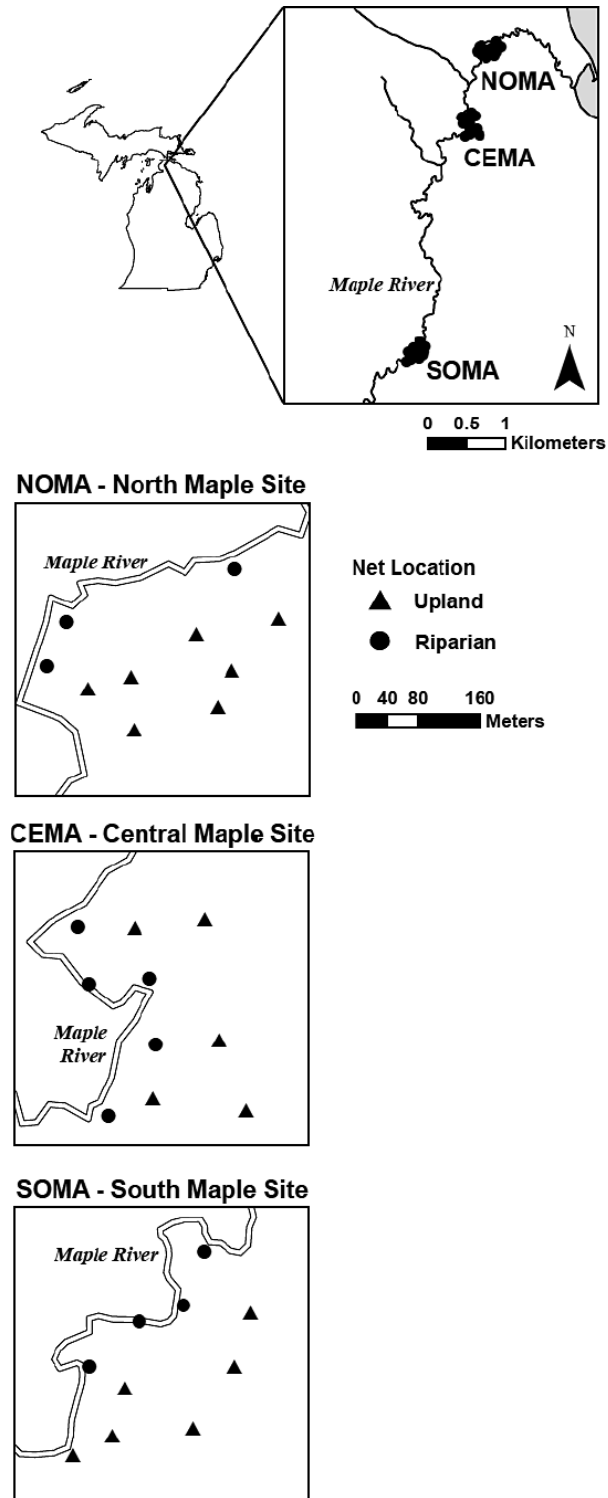 NOMA
CEMA
Maple River
SOMA
N
0 0.5 1
Kilometers
NOMA - North Maple Site
Maple River
Net Location
Upland
Riparian
0 40 80 160
Meters
CEMA - Central Maple Site
Maple
River
SOMA - South Maple Site
Maple River